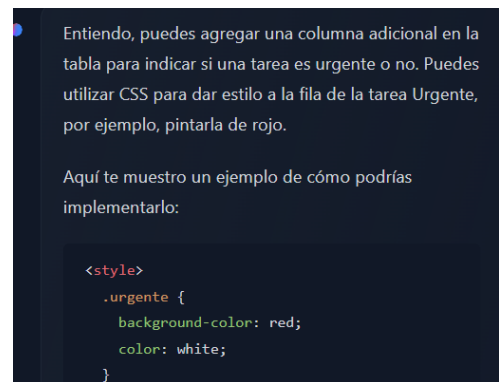 Entiendo, puedes agregar una columna adicional en la
tabla para indicar si una tarea es urgente o no. Puedes
utilizar CSS para dar estilo a la fila de la tarea Urgente,
por ejemplo, pintarla de rojo.
Aquí te muestro un ejemplo de cómo podrías
implementarlo:
<style>
.urgente {
background-color: red;
color: white;
}